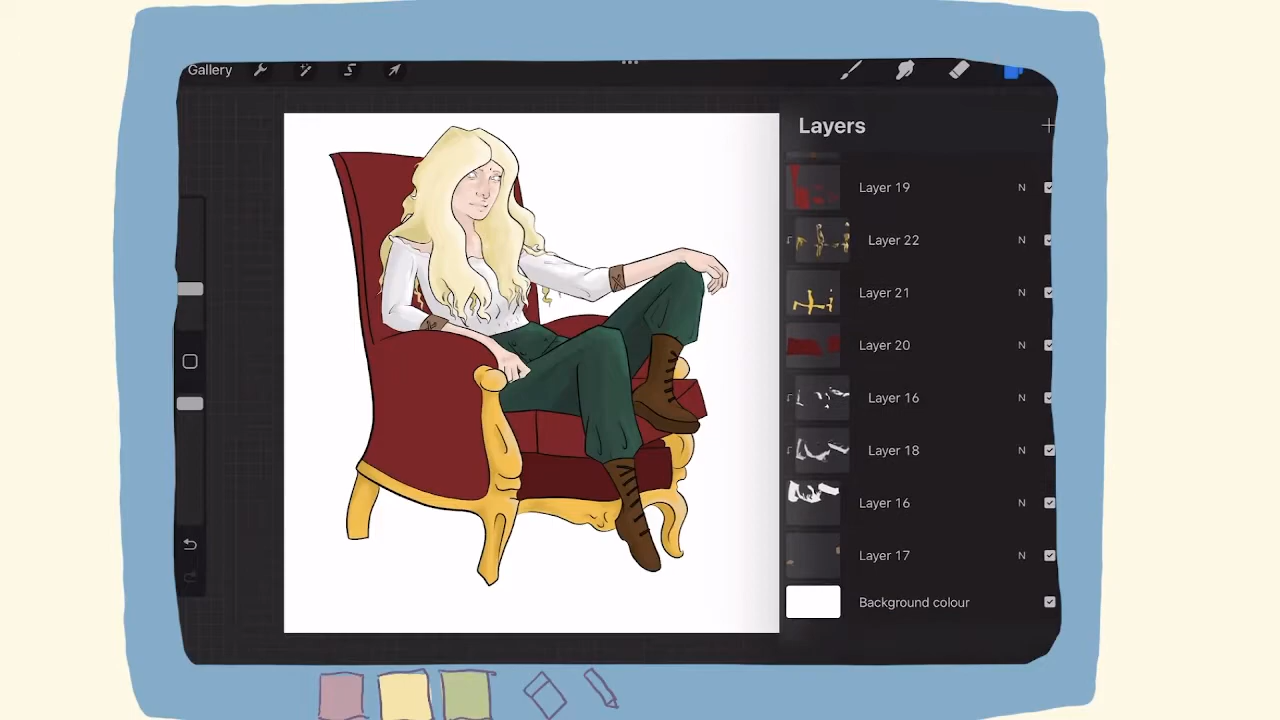 Gallery
Layers
Layer 19 N
Layer 22 N
Layer 21 N
Layer 20 N
Layer 16 N
Layer 18 N
Layer 16 N
Layer 17 N
Background colour